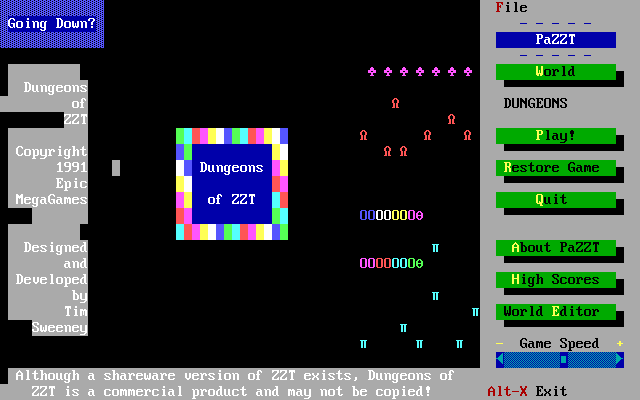 Going Down?
Dungeons
of
ZZT
Copyright
1991
Epic
MegaGames
Designed
and
Developed
by
Tim
Sweeney
Dungeons
of ZZT
Although a shareware version of ZZT exists, Dungeons of
ZZT is a commercial product and may not be copied!
File
- - - - -
PaZZT
- - - - -
World
DUNGEONS
Play!
Restore Game
Quit
About PaZZT
High Scores
World Editor
- Game Speed +
Alt-X Exit